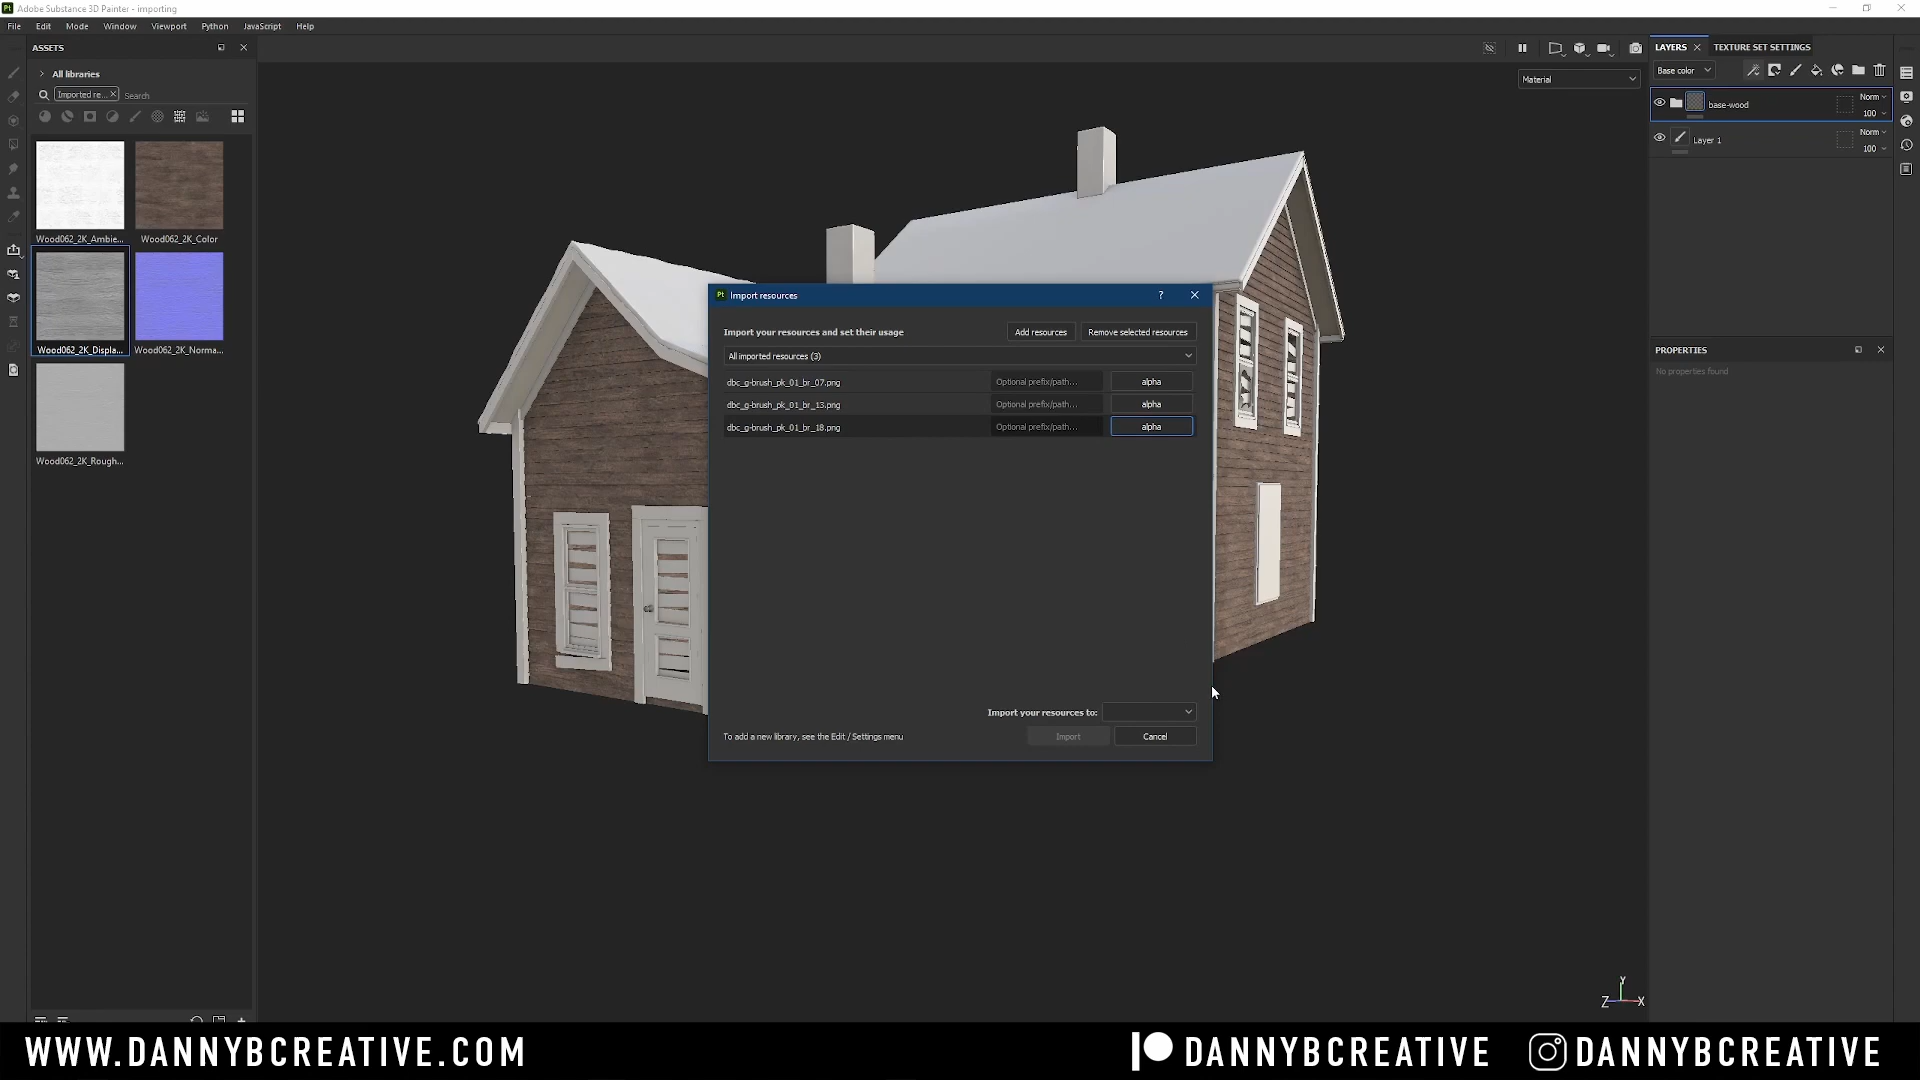 Pt Adobe Substance 3D Painter - importing
File Edit Mode Window Viewport Python JavaScript Help
ASSETS
All libraries
Imported re... Search
Wood062_2K_Ambie... Wood062_2K_Color
Wood062_2K_Displa... Wood062_2K_Norma...
Wood062_2K_Rough...
Material
Pt Import resources ?
Import your resources and set their usage Add resources Remove selected resources
All imported resources (3)
dbc_g-brush_pk_01_br_07.png Optional prefix/path... alpha
dbc_g-brush_pk_01_br_13.png Optional prefix/path... alpha
dbc_g-brush_pk_01_br_18.png Optional prefix/path... alpha
Import your resources to:
To add a new library, see the Edit / Settings menu Import Cancel
LAYERS TEXTURE SET SETTINGS
Base color
base-wood Norm
100
Layer 1 Norm
100
PROPERTIES
No properties found
Y
Z X
WWW.DANNYBCREATIVE.COM DANNYBCREATIVE DANNYBCREATIVE